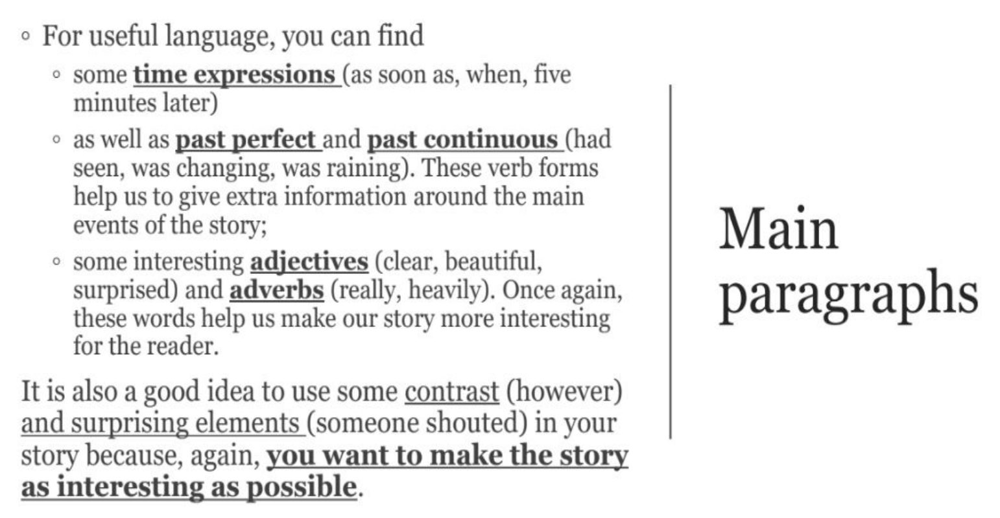 ◦ For useful language, you can find
◦ some time expressions (as soon as, when, five
minutes later)
◦ as well as past perfect and past continuous (had
seen, was changing, was raining). These verb forms
help us to give extra information around the main
events of the story;
◦ some interesting adjectives (clear, beautiful,
surprised) and adverbs (really, heavily). Once again,
these words help us make our story more interesting
for the reader.
It is also a good idea to use some contrast (however)
and surprising elements (someone shouted) in your
story because, again, you want to make the story
as interesting as possible.
Main
paragraphs